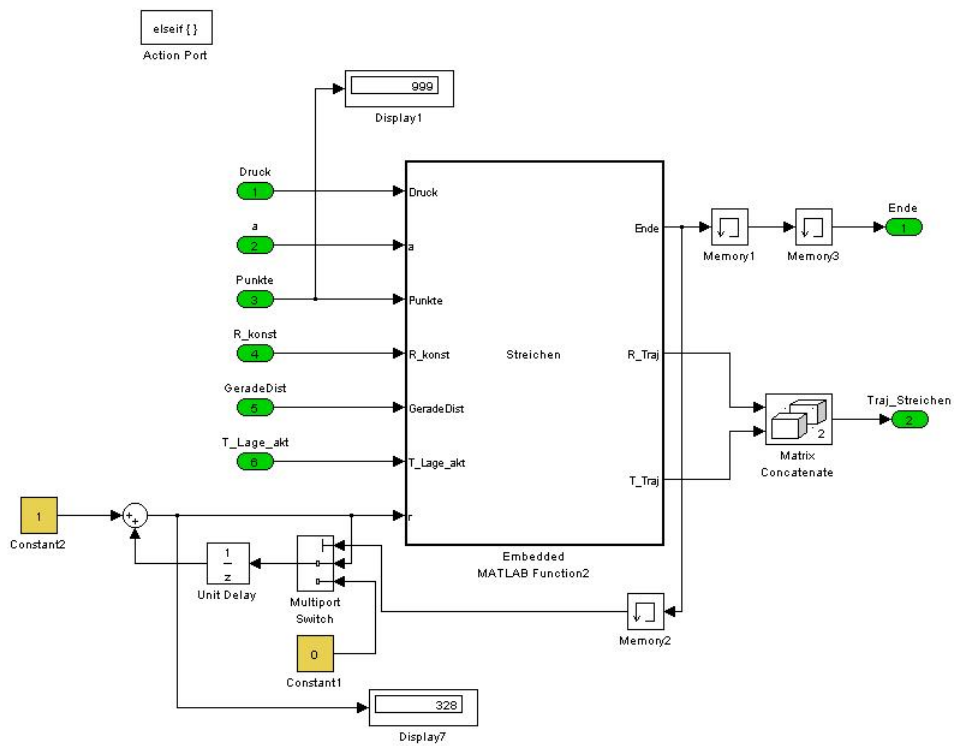 elseif { }
Action Port
999
Display1
Druck
1
Druck
a
2
a
Punkte
3
Punkte
R_konst
4
R_konst
GeradeDist
5
GeradeDist
T_Lage_akt
6
T_Lage_akt
r
Streichen
Ende
R_Traj
T_Traj
Embedded
MATLAB Function2
Memory1
Memory3
Ende
1
2
Matrix
Concatenate
Traj_Streichen
2
1
Constant2
+
+
1
z
Unit Delay
Multiport
Switch
0
Constant1
Memory2
328
Display7